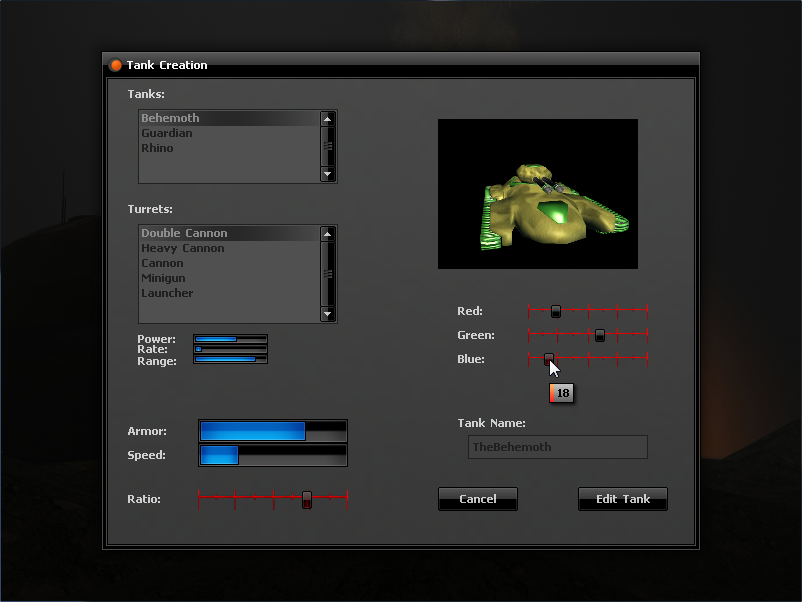 Tank Creation
Tanks:
Behemoth
Guardian
Rhino
Turrets:
Double Cannon
Heavy Cannon
Cannon
Minigun
Launcher
Power:
Rate:
Range:
Armor:
Speed:
Ratio:
Red:
Green:
Blue:
18
Tank Name:
TheBehemoth
Cancel
Edit Tank